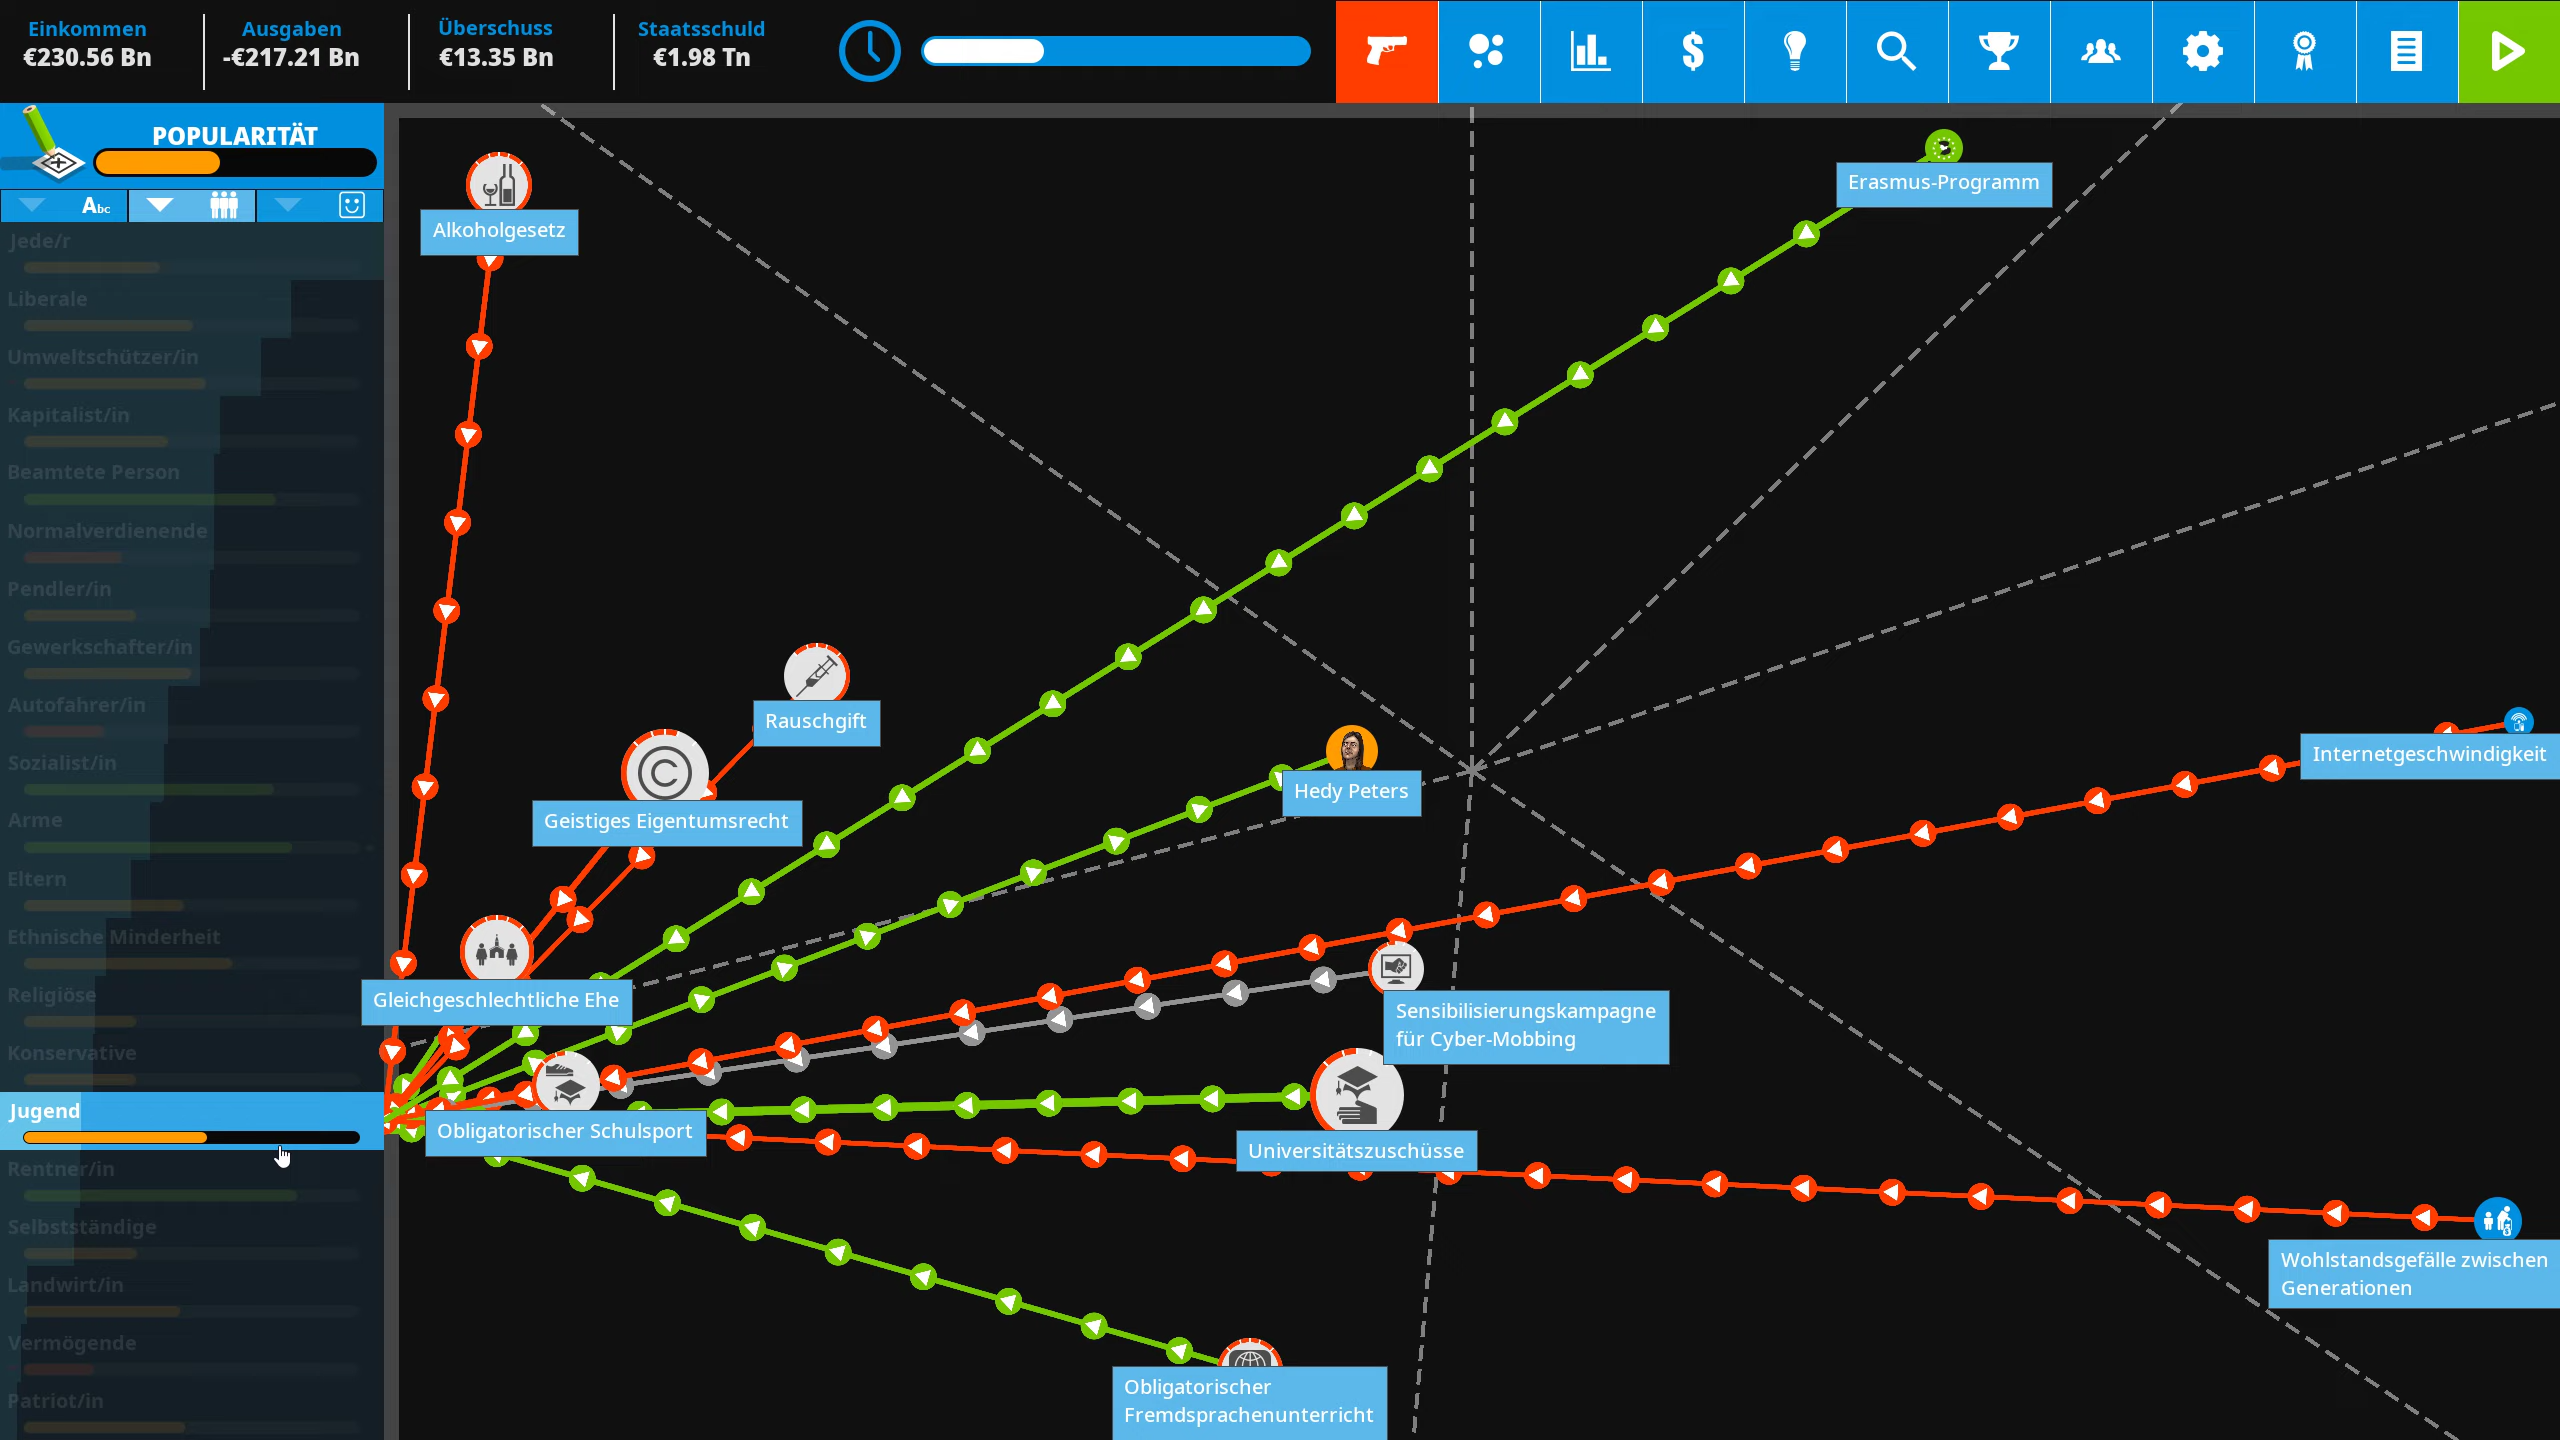 Einkommen
€230.56 Bn
Ausgaben
-€217.21 Bn
Überschuss
€13.35 Bn
Staatsschuld
€1.98 Tn
POPULARITÄT
Abc
Jede/r
Liberale
Umweltschützer/in
Kapitalist/in
Beamtete Person
Normalverdienende
Pendler/in
Gewerkschafter/in
Autofahrer/in
Sozialist/in
Arme
Eltern
Ethnische Minderheit
Religiöse
Konservative
Jugend
Rentner/in
Selbstständige
Landwirt/in
Vermögende
Patriot/in
Alkoholgesetz
Erasmus-Programm
Rauschgift
Geistiges Eigentumsrecht
Hedy Peters
Internetgeschwindigkeit
Gleichgeschlechtliche Ehe
Sensibilisierungskampagne
für Cyber-Mobbing
Obligatorischer Schulsport
Universitätszuschüsse
Wohlstandsgefälle zwischen
Generationen
Obligatorischer
Fremdsprachenunterricht